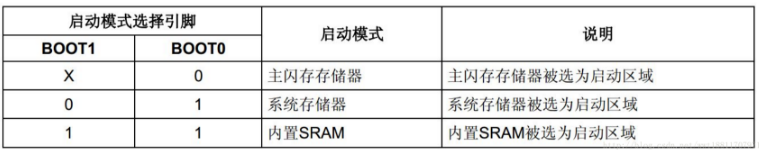 启动模式选择引脚 启动模式 说明
BOOT1 BOOT0
X 0 主闪存存储器 主闪存存储器被选为启动区域
0 1 系统存储器 系统存储器被选为启动区域
1 1 内置SRAM 内置SRAM被选为启动区域